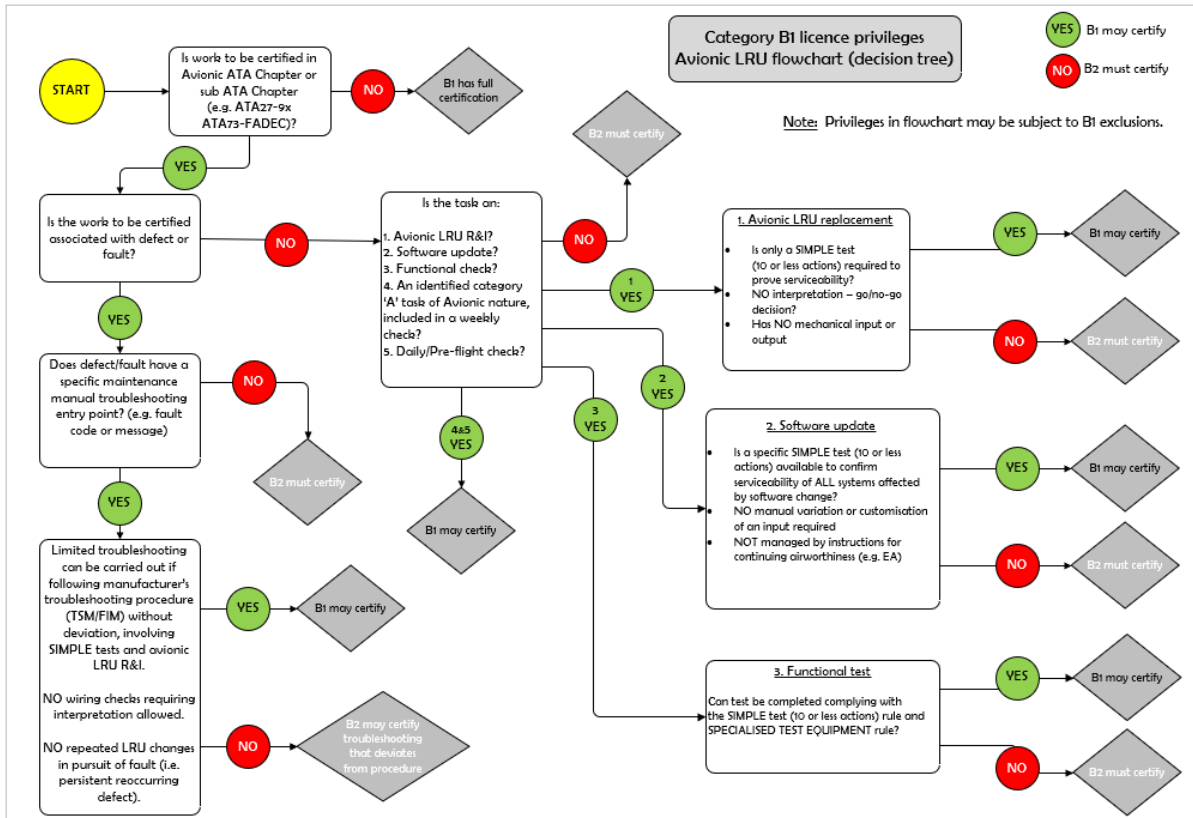 Category B1 licence privileges
Avionic LRU flowchart (decision tree)
YES
B1 may certify
NO
B2 must certify
Note: Privileges in flowchart may be subject to B1 exclusions.
START
Is work to be certified in
Avionic ATA Chapter or
sub ATA Chapter
(e.g. ATA27-9x
ATA73-FADEC)?
NO
B1 has full
certification
YES
Is the work to be certified
associated with defect or
fault?
NO
Is the task an:
1. Avionic LRU R&I?
2. Software update?
3. Functional check?
4. An identified category
‘A’ task of Avionic nature,
included in a weekly
check?
5. Daily/Pre-flight check?
NO
B2 must certify
1
YES
1. Avionic LRU replacement
• Is only a SIMPLE test
(10 or less actions) required to
prove serviceability?
• NO interpretation – go/no-go
decision?
• Has NO mechanical input or
output
YES
B1 may certify
NO
B2 must certify
2
YES
2. Software update
• Is a specific SIMPLE test (10 or less
actions) available to confirm
serviceability of ALL systems affected
by software change?
• NO manual variation or customisation
of an input required
• NOT managed by instructions for
continuing airworthiness (e.g. EA)
YES
B1 may certify
NO
B2 must certify
3
YES
3. Functional test
Can test be completed complying with
the SIMPLE test (10 or less actions) rule and
SPECIALISED TEST EQUIPMENT rule?
YES
B1 may certify
NO
B2 must certify
4&5
YES
B1 may certify
YES
Does defect/fault have a
specific maintenance
manual troubleshooting
entry point? (e.g. fault
code or message)
NO
B2 must certify
YES
Limited troubleshooting
can be carried out if
following manufacturer's
troubleshooting procedure
(TSM/FIM) without
deviation, involving
SIMPLE tests and avionic
LRU R&I.
NO wiring checks requiring
interpretation allowed.
NO repeated LRU changes
in pursuit of fault (i.e.
persistent reoccurring
defect).
YES
B1 may certify
NO
B2 may certify
troubleshooting
that deviates
from procedure